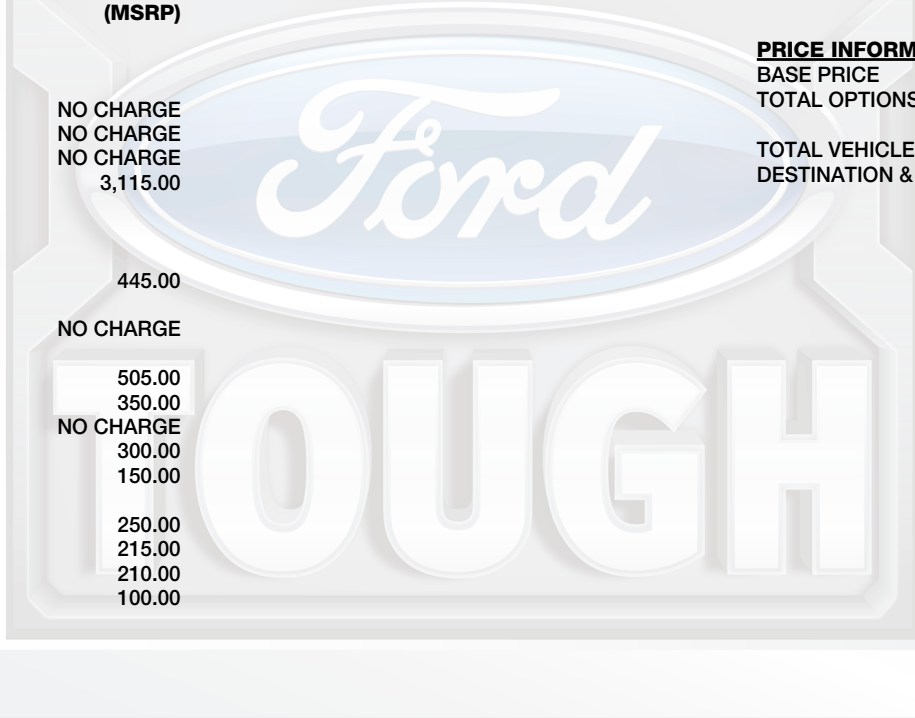 (MSRP)
NO CHARGE
NO CHARGE
NO CHARGE
3,115.00
445.00
NO CHARGE
505.00
350.00
NO CHARGE
300.00
150.00
250.00
215.00
210.00
100.00
PRICE INFORM
BASE PRICE
TOTAL OPTIONS
TOTAL VEHICLE
DESTINATION &
Ford
TOUGH